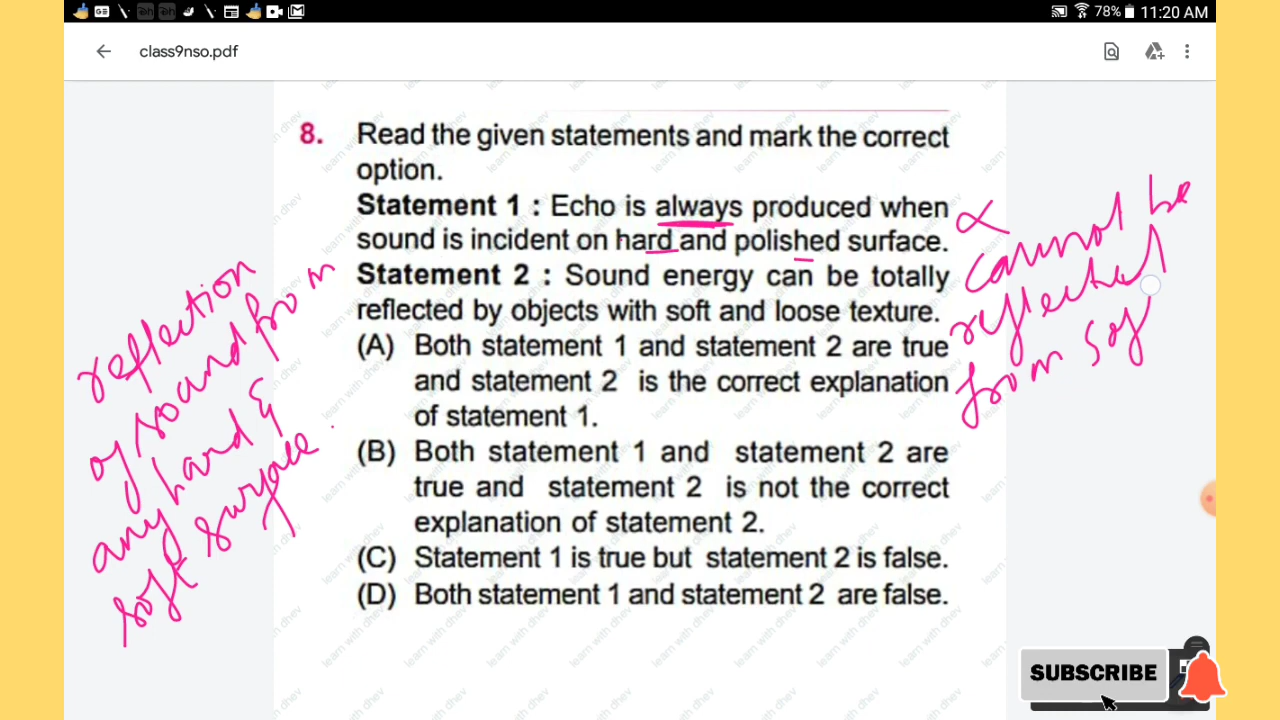 78% 11:20 AM
class9nso.pdf
8. Read the given statements and mark the correct
option.
Statement 1 : Echo is always produced when
sound is incident on hard and polished surface.
Statement 2 : Sound energy can be totally
reflected by objects with soft and loose texture.
(A) Both statement 1 and statement 2 are true
and statement 2 is the correct explanation
of statement 1.
(B) Both statement 1 and statement 2 are
true and statement 2 is not the correct
explanation of statement 2.
(C) Statement 1 is true but statement 2 is false.
(D) Both statement 1 and statement 2 are false.
reflection
of sound from
any hard &
soft surface.
cannot be
reflected
from sof
learn with dhev
SUBSCRIBE